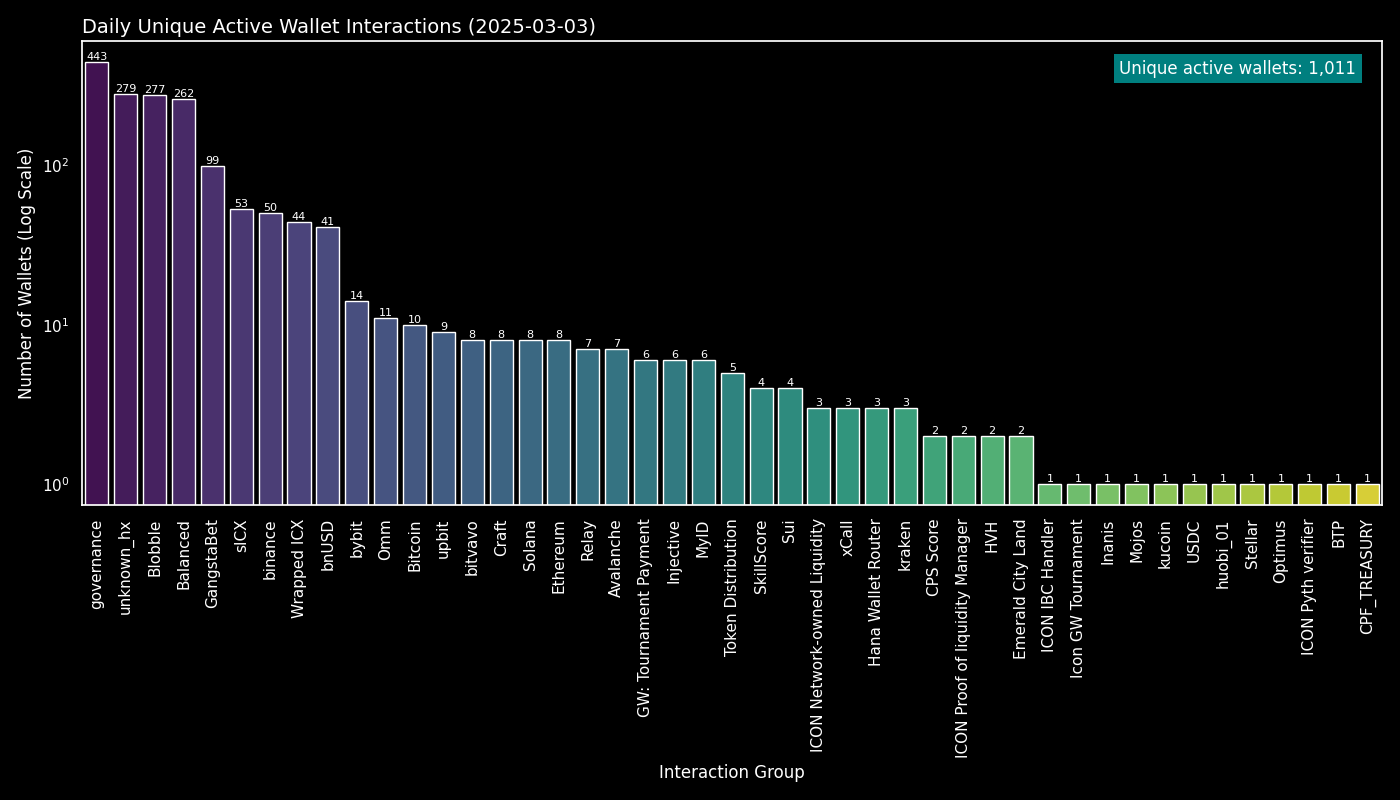 Daily Unique Active Wallet Interactions (2025-03-03)
Unique active wallets: 1,011
Number of Wallets (Log Scale)
10²
10¹
10⁰
443
279
277
262
99
53
50
44
41
14
11
10
9
8
8
8
8
7
7
6
6
6
5
4
4
3
3
3
3
2
2
2
2
1
1
1
1
1
1
1
1
1
1
1
1
governance
unknown_hx
Blobble
Balanced
GangstaBet
sICX
binance
Wrapped ICX
bnUSD
bybit
Omm
Bitcoin
upbit
bitvavo
Craft
Solana
Ethereum
Relay
Avalanche
GW: Tournament Payment
Injective
MyID
Token Distribution
SkillScore
Sui
ICON Network-owned Liquidity
xCall
Hana Wallet Router
kraken
CPS Score
ICON Proof of liquidity Manager
HVH
Emerald City Land
ICON IBC Handler
Icon GW Tournament
Inanis
Mojos
kucoin
USDC
huobi_01
Stellar
Optimus
ICON Pyth verifier
BTP
CPF_TREASURY
Interaction Group